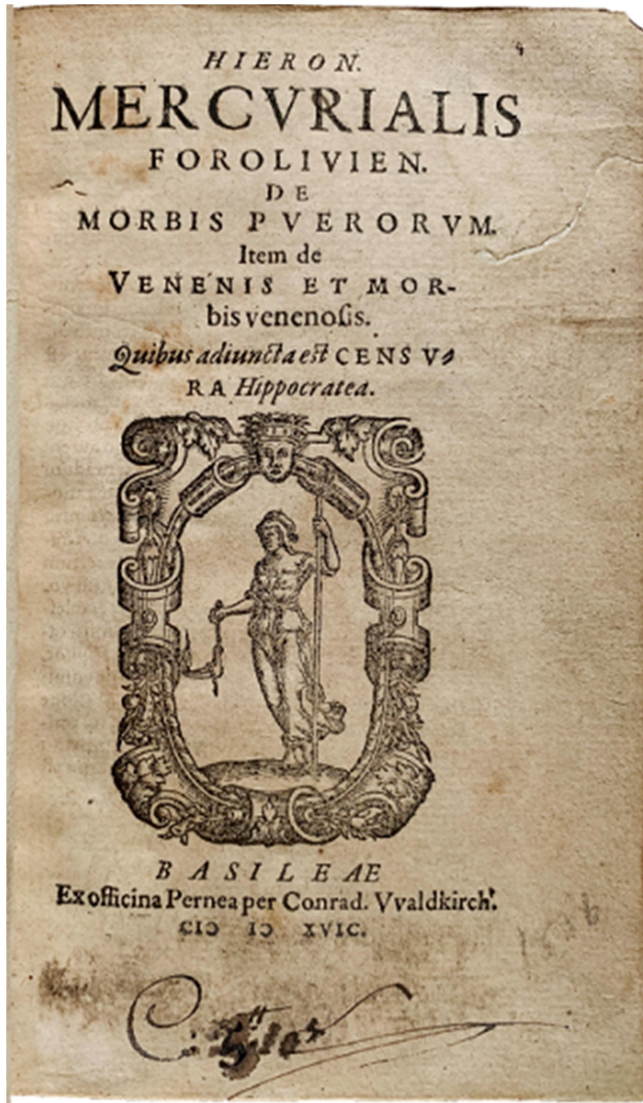 HIERON.
MERCVRIALIS
FOROLIVIEN.
DE
MORBIS PVERORVM.
Item de
VENENIS ET MOR-
bis venenosis.
Quibus adiuncta est CENSV-
RA Hippocratea.
BASILEAE
Ex officina Pernea per Conrad. Vvaldkirch.
CIↃ IↃ XVIC.